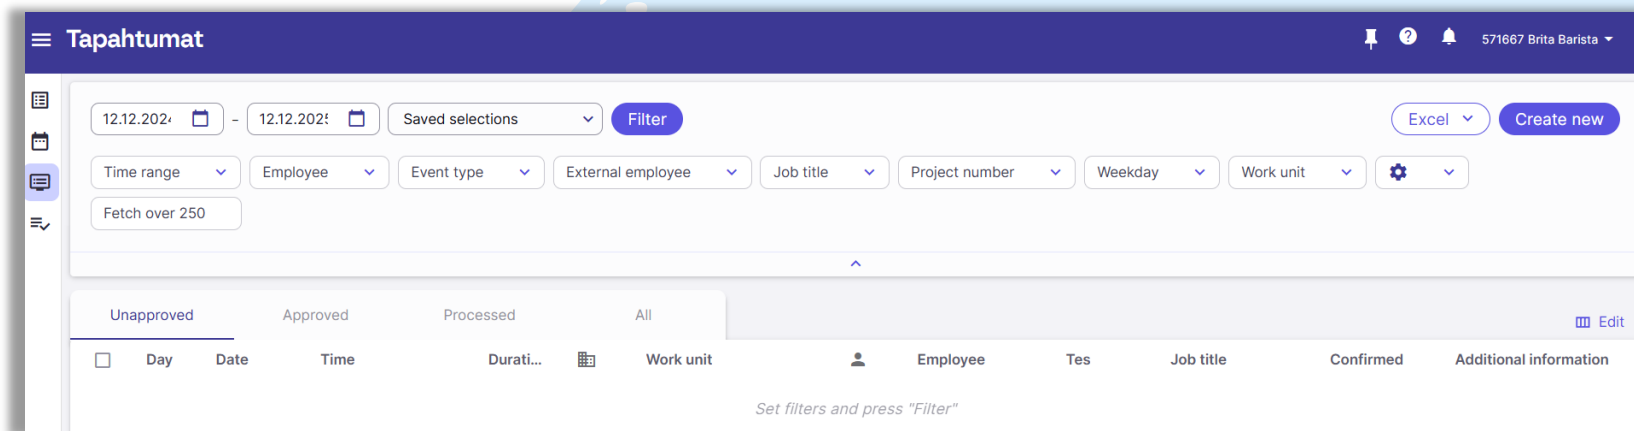 Tapahtumat
571667 Brita Barista
12.12.202 - 12.12.2025 Saved selections Filter Excel Create new
Time range Employee Event type External employee Job title Project number Weekday Work unit
Fetch over 250
Unapproved Approved Processed All
Edit
Day Date Time Durati... Work unit Employee Tes Job title Confirmed Additional information
Set filters and press "Filter"